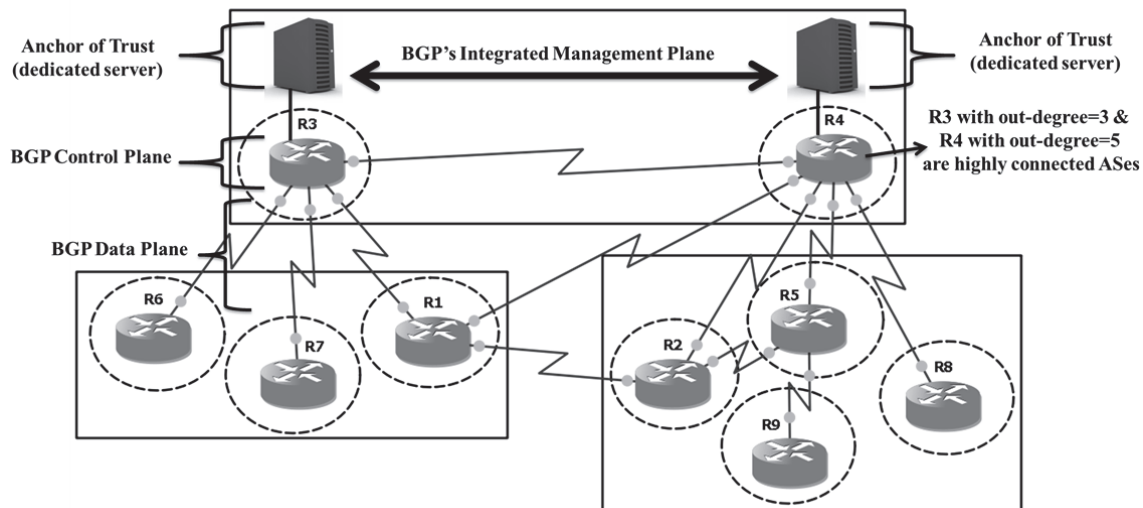 Anchor of Trust
(dedicated server)
BGP's Integrated Management Plane
Anchor of Trust
(dedicated server)
R3
R4
R3 with out-degree=3 &
R4 with out-degree=5
are highly connected ASes
BGP Control Plane
BGP Data Plane
R6
R7
R1
R2
R5
R8
R9